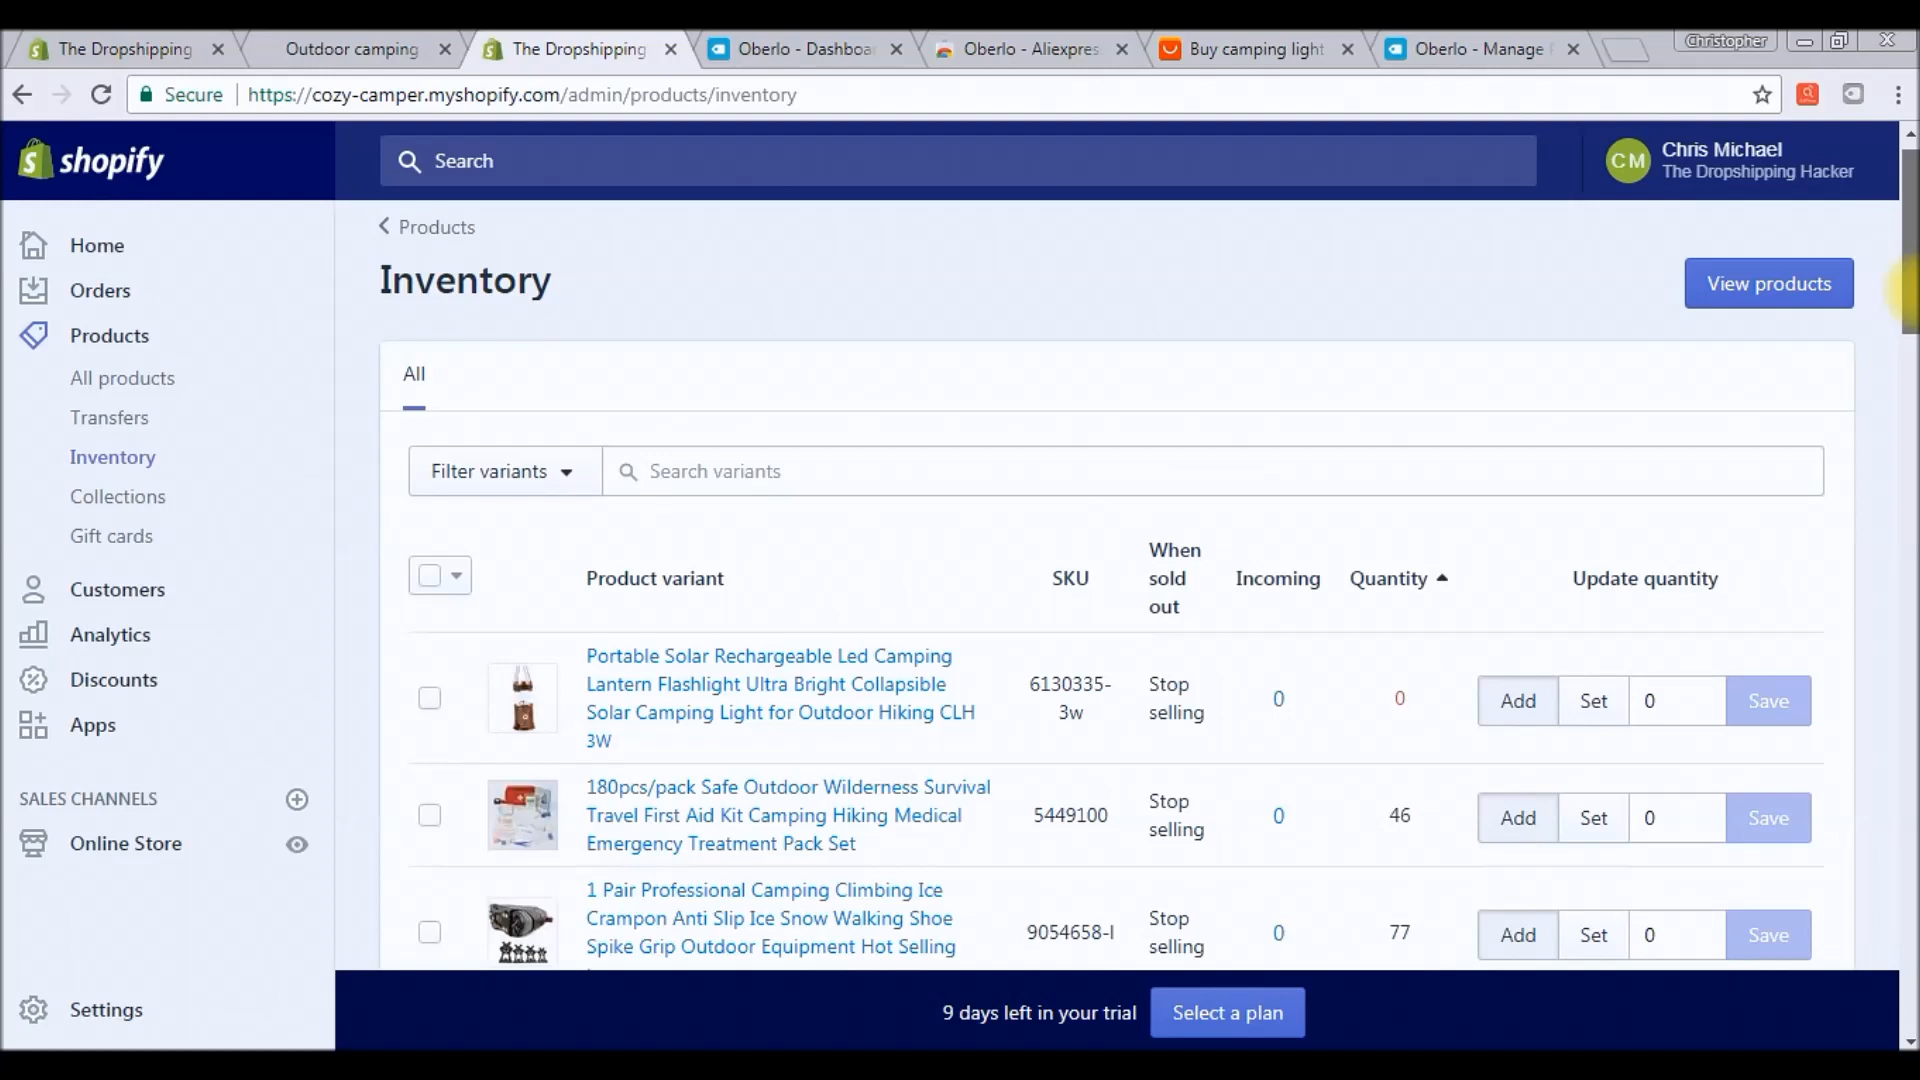 The Dropshipping
Outdoor camping
The Dropshipping
Oberlo - Dashboa
Oberlo - Aliexpres
Buy camping light
Oberlo - Manage
Christopher
Secure
https://cozy-camper.myshopify.com/admin/products/inventory
shopify
Search
CM
Chris Michael
The Dropshipping Hacker
Home
Orders
Products
All products
Transfers
Inventory
Collections
Gift cards
Customers
Analytics
Discounts
Apps
SALES CHANNELS
Online Store
Settings
Products
Inventory
View products
All
Filter variants
Search variants
Product variant
SKU
When
sold
out
Incoming
Quantity
Update quantity
Portable Solar Rechargeable Led Camping
Lantern Flashlight Ultra Bright Collapsible
Solar Camping Light for Outdoor Hiking CLH
3W
6130335-
3w
Stop
selling
0
0
Add
Set
0
Save
180pcs/pack Safe Outdoor Wilderness Survival
Travel First Aid Kit Camping Hiking Medical
Emergency Treatment Pack Set
5449100
Stop
selling
0
46
Add
Set
0
Save
1 Pair Professional Camping Climbing Ice
Crampon Anti Slip Ice Snow Walking Shoe
Spike Grip Outdoor Equipment Hot Selling
9054658-l
Stop
selling
0
77
Add
Set
0
Save
9 days left in your trial
Select a plan